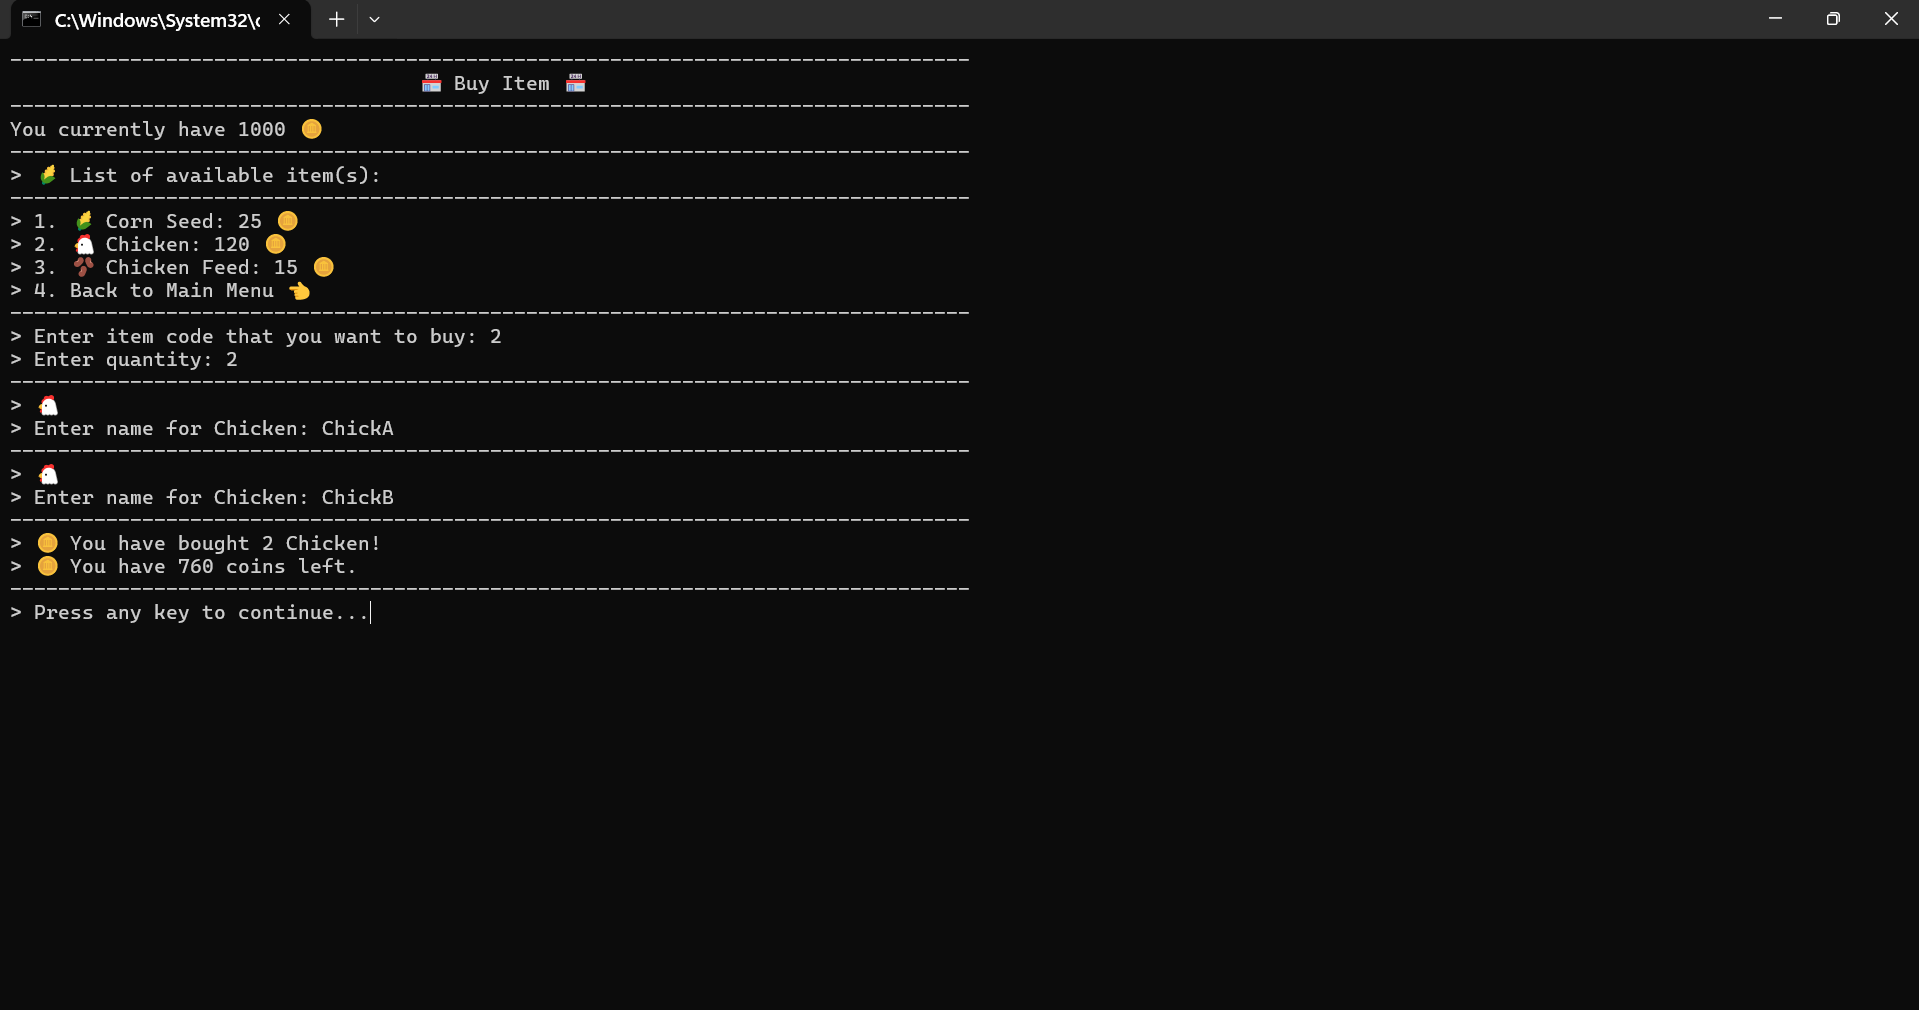 C:\Windows\System32\c
--------------------------------------------------------------------------------
🏪 Buy Item 🏪
--------------------------------------------------------------------------------
You currently have 1000 🪙
--------------------------------------------------------------------------------
> 🌽 List of available item(s):
--------------------------------------------------------------------------------
> 1. 🌽 Corn Seed: 25 🪙
> 2. 🐔 Chicken: 120 🪙
> 3. 🫘 Chicken Feed: 15 🪙
> 4. Back to Main Menu 👈
--------------------------------------------------------------------------------
> Enter item code that you want to buy: 2
> Enter quantity: 2
--------------------------------------------------------------------------------
> 🐔
> Enter name for Chicken: ChickA
--------------------------------------------------------------------------------
> 🐔
> Enter name for Chicken: ChickB
--------------------------------------------------------------------------------
> 🪙 You have bought 2 Chicken!
> 🪙 You have 760 coins left.
--------------------------------------------------------------------------------
> Press any key to continue...